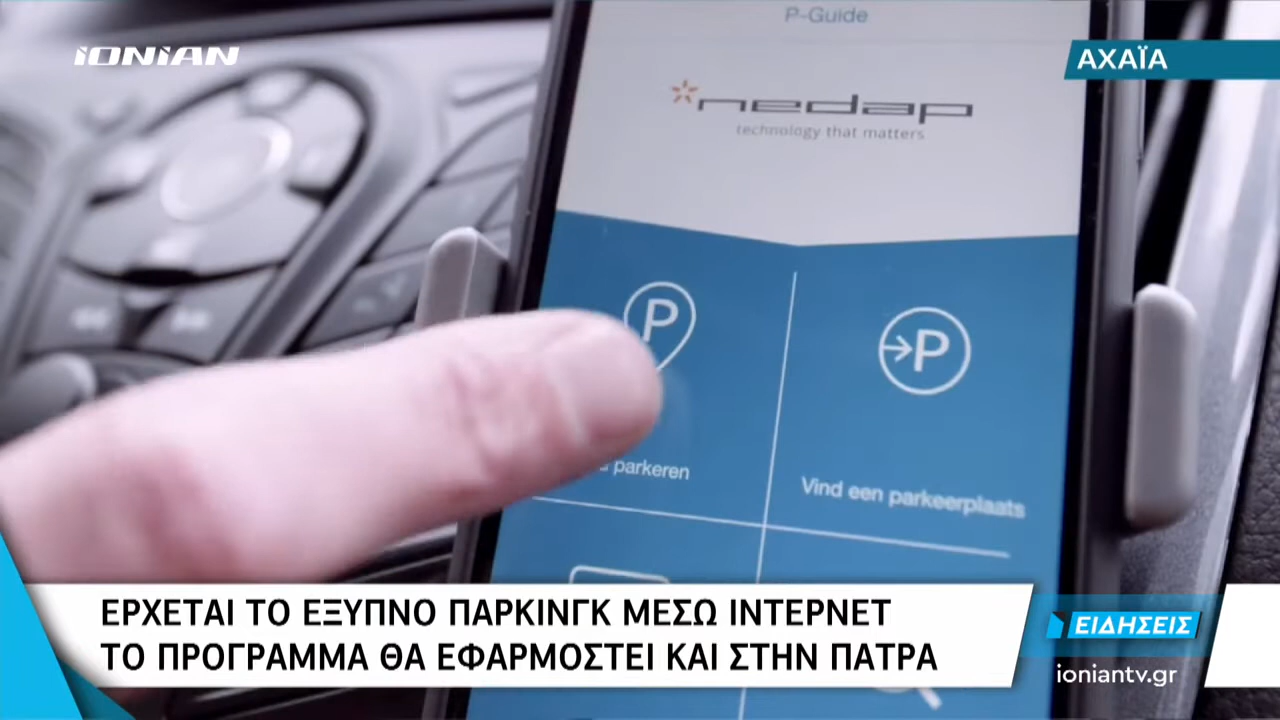 P-Guide
iONiAN
ΑΧΑΪΑ
nedap
technology that matters
P
P
parkeren
Vind een parkeerplaats
ΕΡΧΕΤΑΙ ΤΟ ΕΞΥΠΝΟ ΠΑΡΚΙΝΓΚ ΜΕΣΩ ΙΝΤΕΡΝΕΤ
ΤΟ ΠΡΟΓΡΑΜΜΑ ΘΑ ΕΦΑΡΜΟΣΤΕΙ ΚΑΙ ΣΤΗΝ ΠΑΤΡΑ
ΕΙΔΗΣΕΙΣ
ioniantv.gr